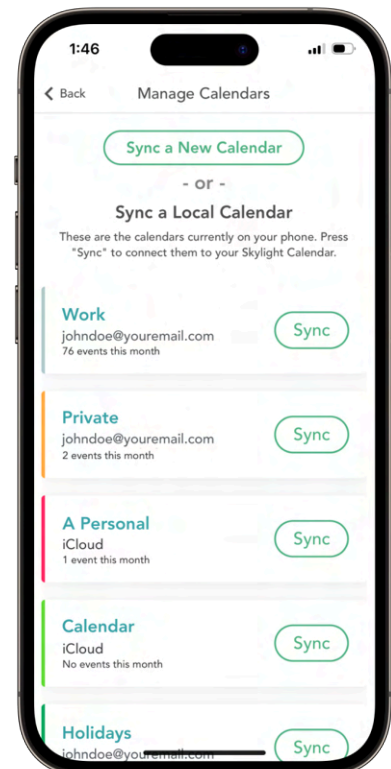 1:46
Back Manage Calendars
Sync a New Calendar
- or -
Sync a Local Calendar
These are the calendars currently on your phone. Press
"Sync" to connect them to your Skylight Calendar.
Work
johndoe@youremail.com
76 events this month
Sync
Private
johndoe@youremail.com
2 events this month
Sync
A Personal
iCloud
1 event this month
Sync
Calendar
iCloud
No events this month
Sync
Holidays
johndoe@youremail.com
Sync